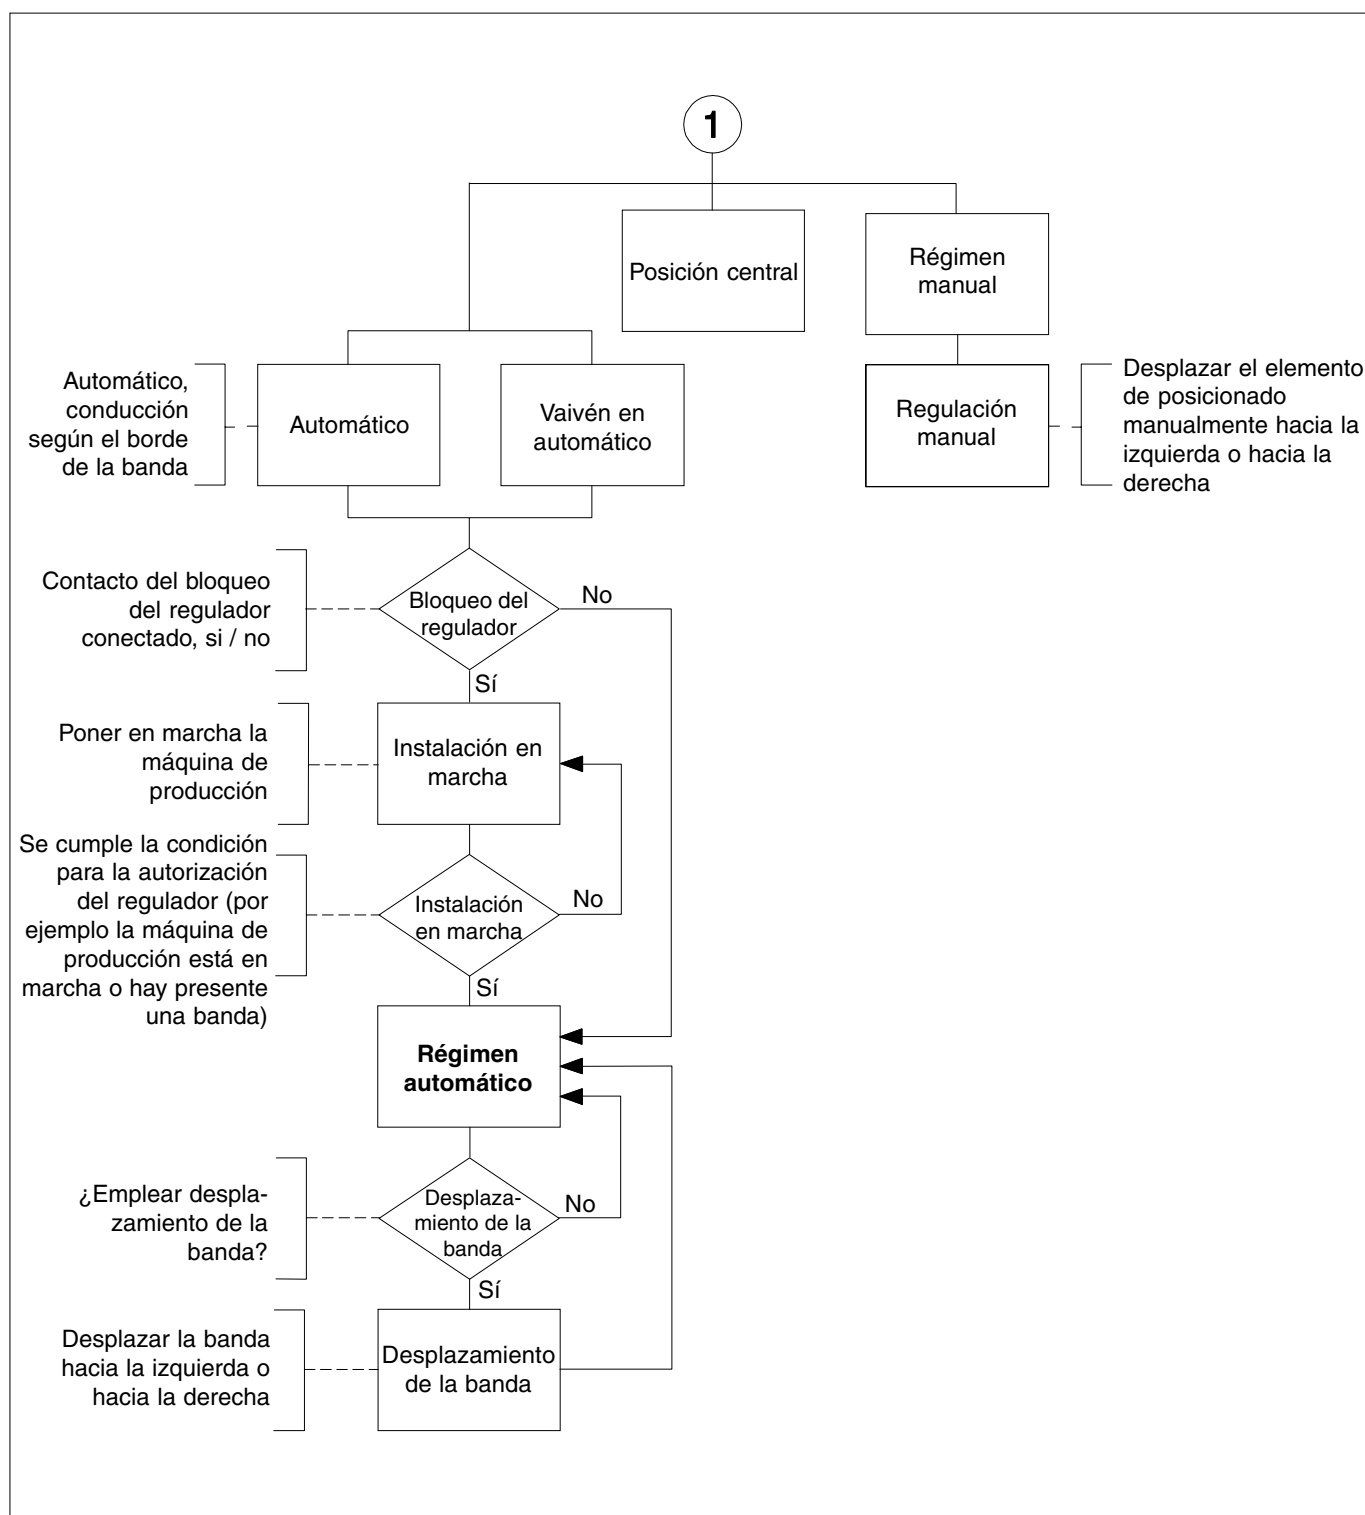 1
Posición central
Régimen
manual
Automático,
conducción
según el borde
de la banda
Automático
Vaivén en
automático
Regulación
manual
Desplazar el elemento
de posicionado
manualmente hacia la
izquierda o hacia la
derecha
Contacto del bloqueo
del regulador
conectado, si / no
Bloqueo del
regulador
No
Sí
Poner en marcha la
máquina de
producción
Instalación en
marcha
Se cumple la condición
para la autorización
del regulador (por
ejemplo la máquina de
producción está en
marcha o hay presente
una banda)
Instalación
en marcha
No
Sí
Régimen
automático
¿Emplear despla-
zamiento de la
banda?
Desplaza-
miento de la
banda
No
Sí
Desplazar la banda
hacia la izquierda o
hacia la derecha
Desplazamiento
de la banda